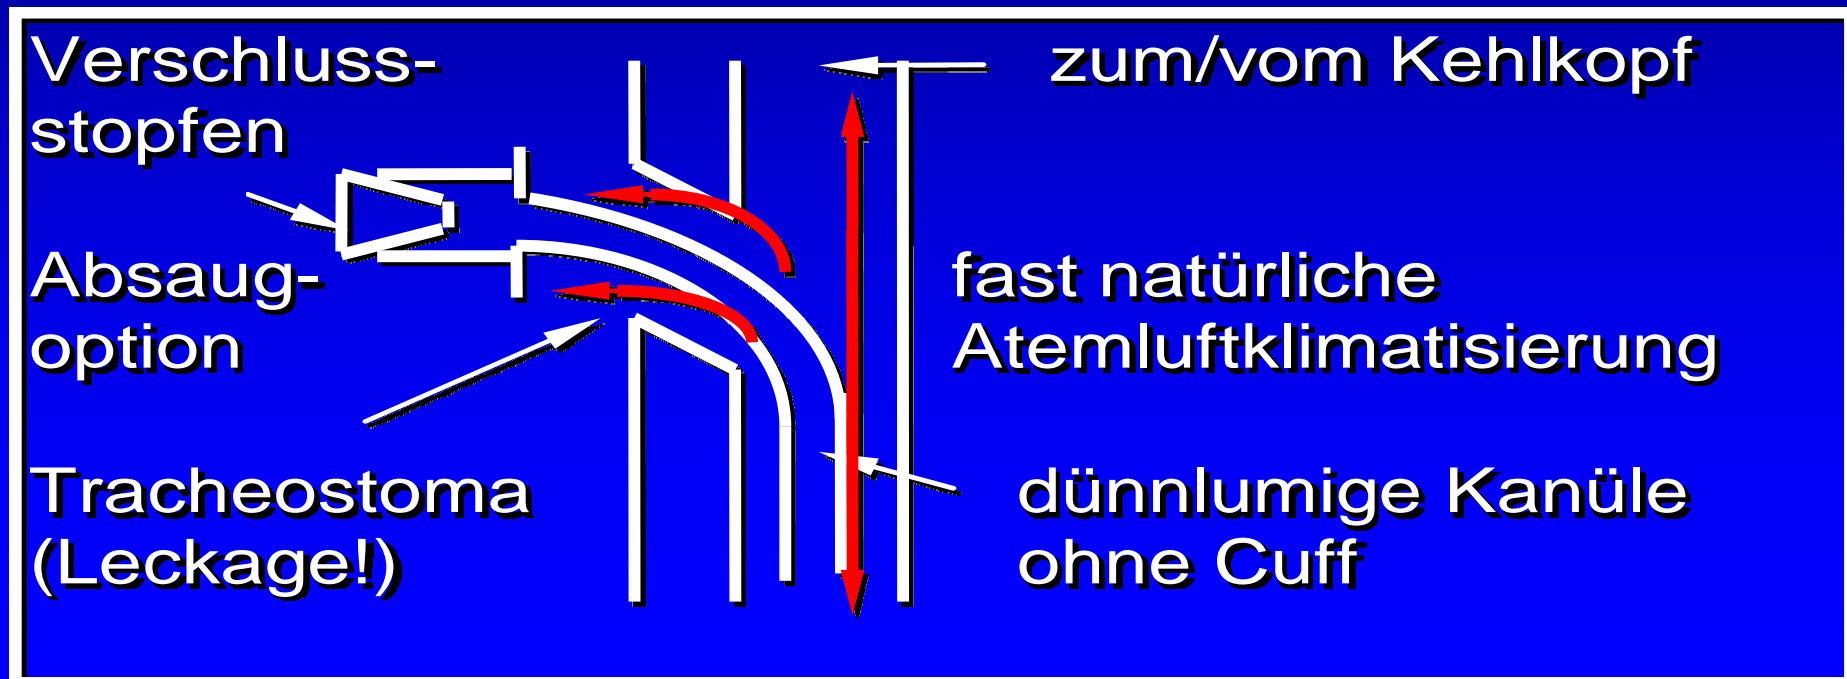 Verschluss-
stopfen
Absaug-
option
Tracheostoma
(Leckage!)
zum/vom Kehlkopf
fast natürliche
Atemluftklimatisierung
dünnlumige Kanüle
ohne Cuff